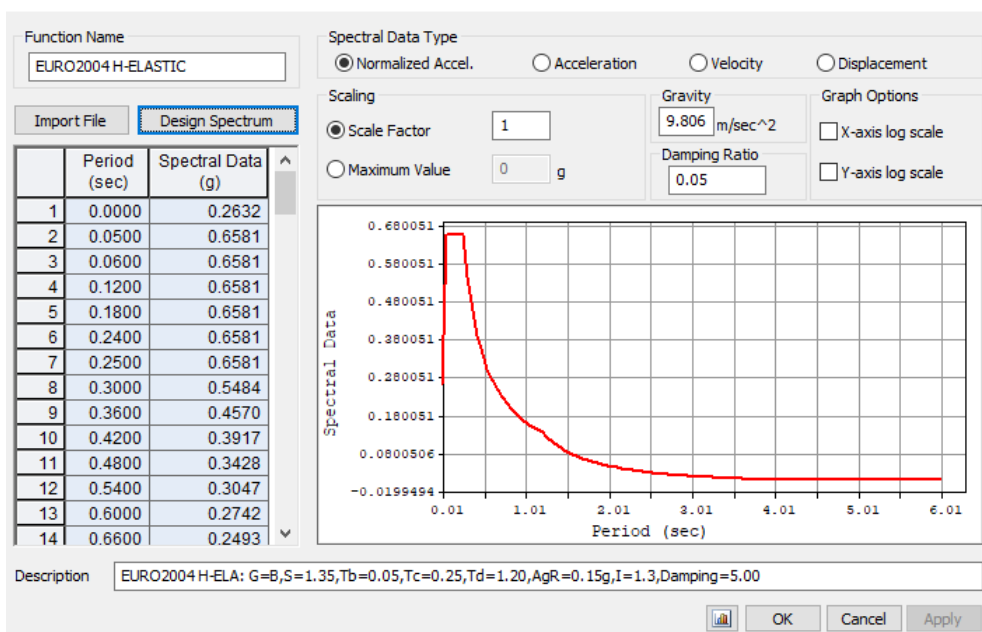 Function Name
EURO2004 H-ELASTIC
Import File Design Spectrum
Spectral Data Type
Normalized Accel. Acceleration Velocity Displacement
Scaling
Scale Factor 1
Maximum Value 0 g
Gravity
9.806 m/sec^2
Damping Ratio
0.05
Graph Options
X-axis log scale
Y-axis log scale
Period (sec) Spectral Data (g)
1 0.0000 0.2632
2 0.0500 0.6581
3 0.0600 0.6581
4 0.1200 0.6581
5 0.1800 0.6581
6 0.2400 0.6581
7 0.2500 0.6581
8 0.3000 0.5484
9 0.3600 0.4570
10 0.4200 0.3917
11 0.4800 0.3428
12 0.5400 0.3047
13 0.6000 0.2742
14 0.6600 0.2493
Spectral Data
0.680051
0.580051
0.480051
0.380051
0.280051
0.180051
0.0800506
-0.0199494
0.01 1.01 2.01 3.01 4.01 5.01 6.01
Period (sec)
Description EURO2004 H-ELA: G=B,S=1.35,Tb=0.05,Tc=0.25,Td=1.20,AgR=0.15g,I=1.3,Damping=5.00
OK Cancel Apply